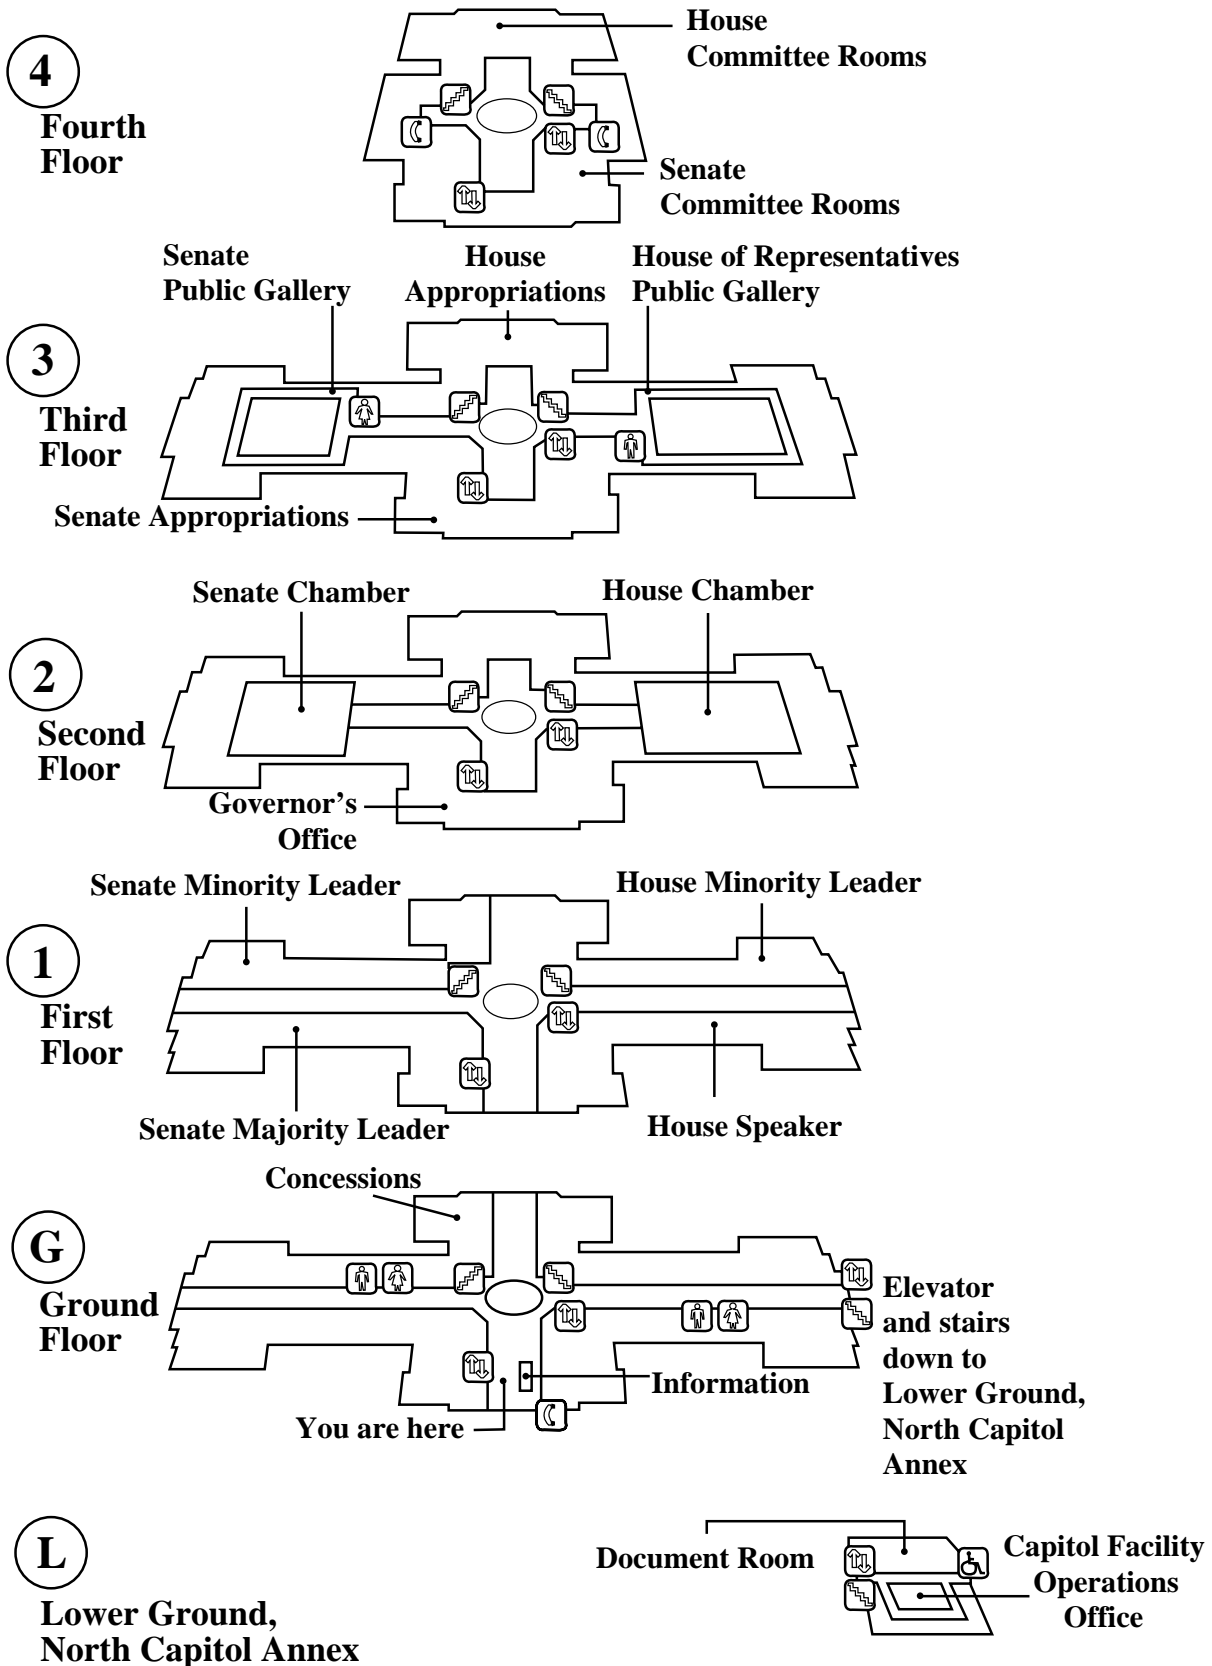 4
Fourth
Floor
House
Committee Rooms
Senate
Committee Rooms
Senate
Public Gallery
House
Appropriations
House of Representatives
Public Gallery
3
Third
Floor
Senate Appropriations
Senate Chamber
House Chamber
2
Second
Floor
Governor’s
Office
Senate Minority Leader
House Minority Leader
1
First
Floor
Senate Majority Leader
House Speaker
Concessions
G
Ground
Floor
Elevator
and stairs
down to
Lower Ground,
North Capitol
Annex
Information
You are here
L
Lower Ground,
North Capitol Annex
Document Room
Capitol Facility
Operations
Office